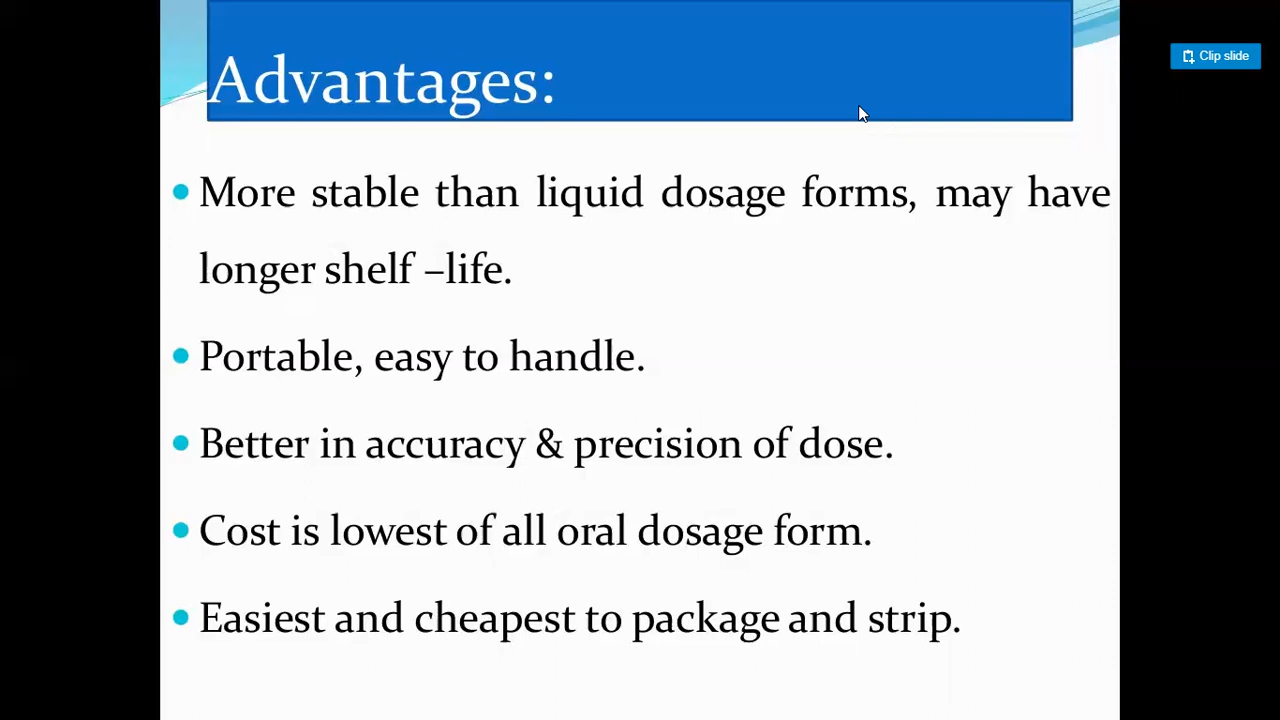 Advantages:
Clip slide
• More stable than liquid dosage forms, may have
longer shelf –life.
• Portable, easy to handle.
• Better in accuracy & precision of dose.
• Cost is lowest of all oral dosage form.
• Easiest and cheapest to package and strip.